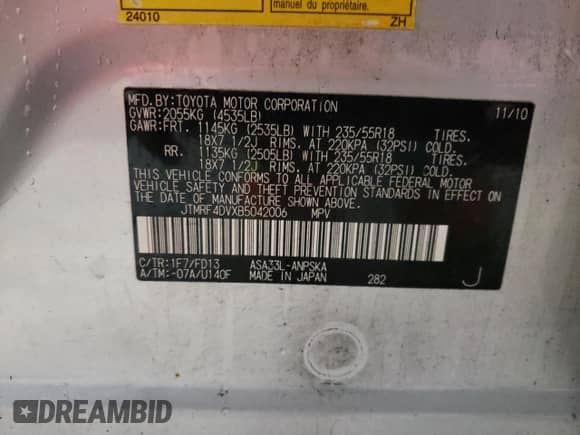 manuel du propriétaire.
24010 ZH
MFD.BY:TOYOTA MOTOR CORPORATION 11/10
GVWR:2055KG (4535LB)
GAWR:FRT. 1145KG (2535LB) WITH 235/55R18 TIRES,
18X7 1/2J RIMS, AT 220KPA (32PSI) COLD.
RR. 1135KG (2505LB) WITH 235/55R18 TIRES,
18X7 1/2J RIMS, AT 220KPA (32PSI) COLD.
THIS VEHICLE CONFORMS TO ALL APPLICABLE FEDERAL MOTOR
VEHICLE SAFETY AND THEFT PREVENTION STANDARDS IN EFFECT
ON THE DATE OF MANUFACTURE SHOWN ABOVE.
JTMRF4DVXB5042006 MPV
C/TR:1F7/FD13 ASA33L-ANPSKA
A/TM:-07A/U140F MADE IN JAPAN 282 J
DREAMBID